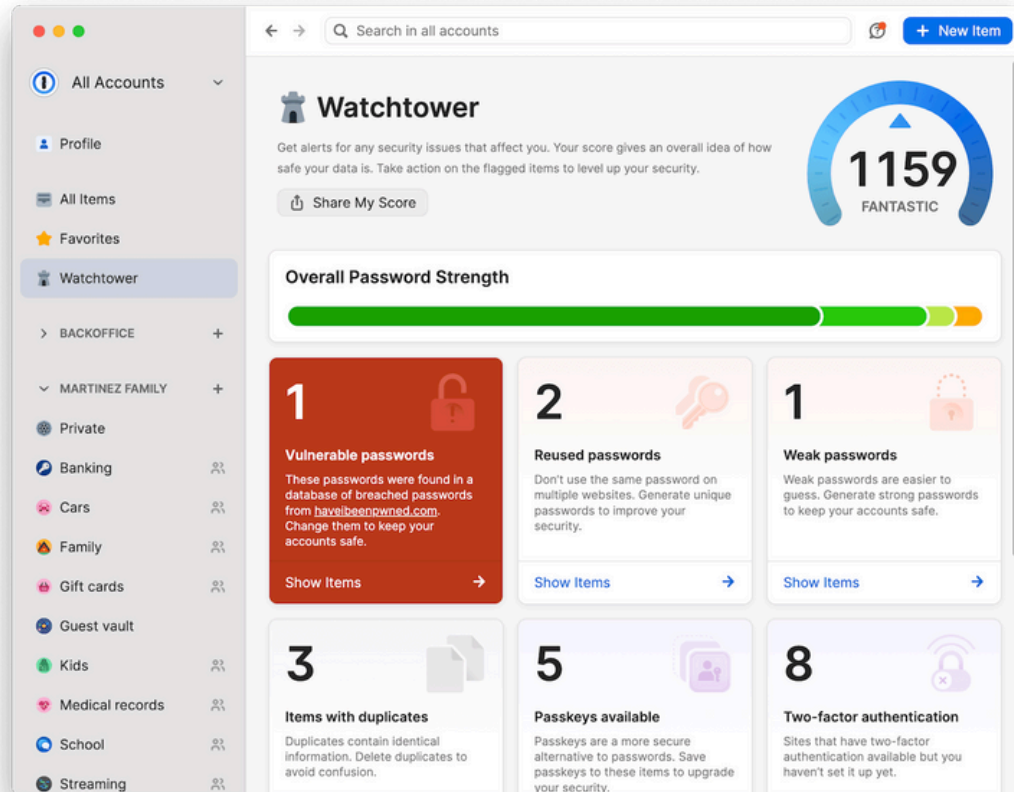 Search in all accounts
+ New Item
All Accounts
Profile
All Items
Favorites
Watchtower
BACKOFFICE +
MARTINEZ FAMILY +
Private
Banking
Cars
Family
Gift cards
Guest vault
Kids
Medical records
School
Streaming
Watchtower
Get alerts for any security issues that affect you. Your score gives an overall idea of how
safe your data is. Take action on the flagged items to level up your security.
Share My Score
1159
FANTASTIC
Overall Password Strength
1
Vulnerable passwords
These passwords were found in a
database of breached passwords
from haveibeenpwned.com.
Change them to keep your
accounts safe.
Show Items
2
Reused passwords
Don't use the same password on
multiple websites. Generate unique
passwords to improve your
security.
Show Items
1
Weak passwords
Weak passwords are easier to
guess. Generate strong passwords
to keep your accounts safe.
Show Items
3
Items with duplicates
Duplicates contain identical
information. Delete duplicates to
avoid confusion.
5
Passkeys available
Passkeys are a more secure
alternative to passwords. Save
passkeys to these items to upgrade
your security.
8
Two-factor authentication
Sites that have two-factor
authentication available but you
haven't set it up yet.